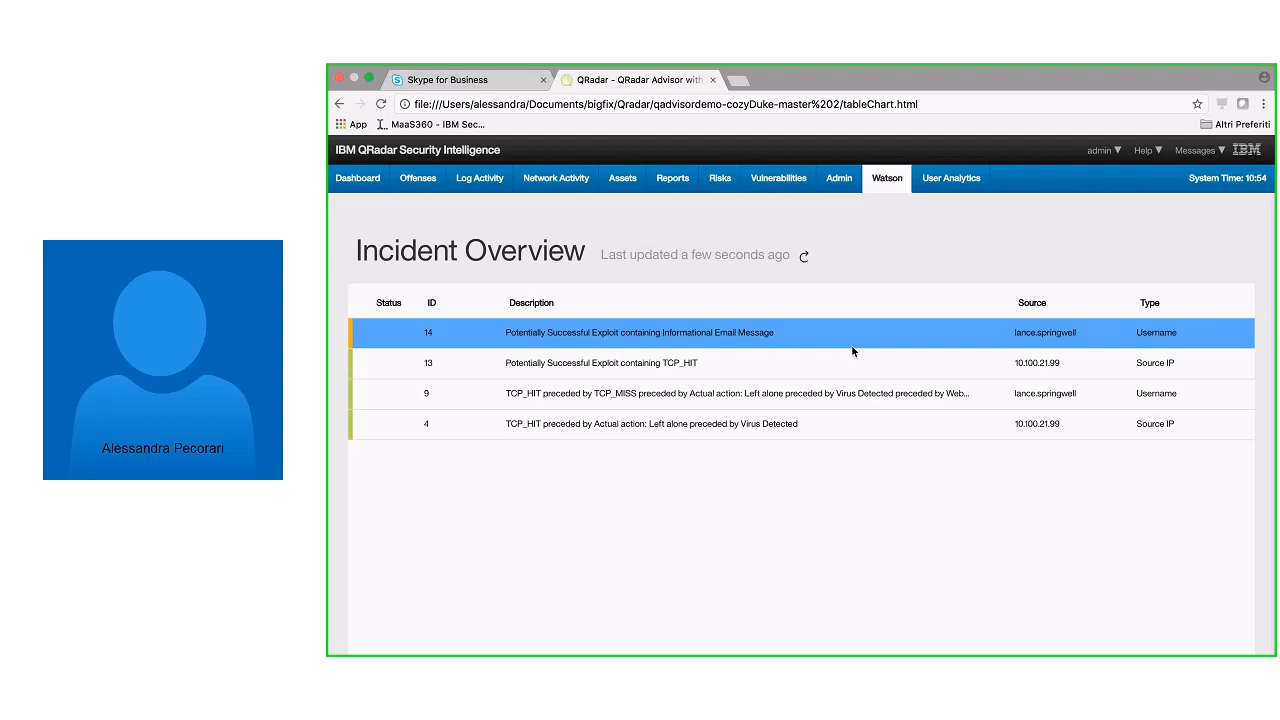 Skype for Business
QRadar - QRadar Advisor with
file:///Users/alessandra/Documents/bigfix/Qradar/qadvisordemo-cozyDuke-master%202/tableChart.html
App MaaS360 - IBM Sec... Altri Preferiti
IBM QRadar Security Intelligence admin Help Messages IBM
Dashboard Offenses Log Activity Network Activity Assets Reports Risks Vulnerabilities Admin Watson User Analytics System Time: 10:54
Incident Overview Last updated a few seconds ago
Status ID Description Source Type
14 Potentially Successful Exploit containing Informational Email Message lance.springwell Username
13 Potentially Successful Exploit containing TCP_HIT 10.100.21.99 Source IP
9 TCP_HIT preceded by TCP_MISS preceded by Actual action: Left alone preceded by Virus Detected preceded by Web... lance.springwell Username
4 TCP_HIT preceded by Actual action: Left alone preceded by Virus Detected 10.100.21.99 Source IP
Alessandra Pecorari